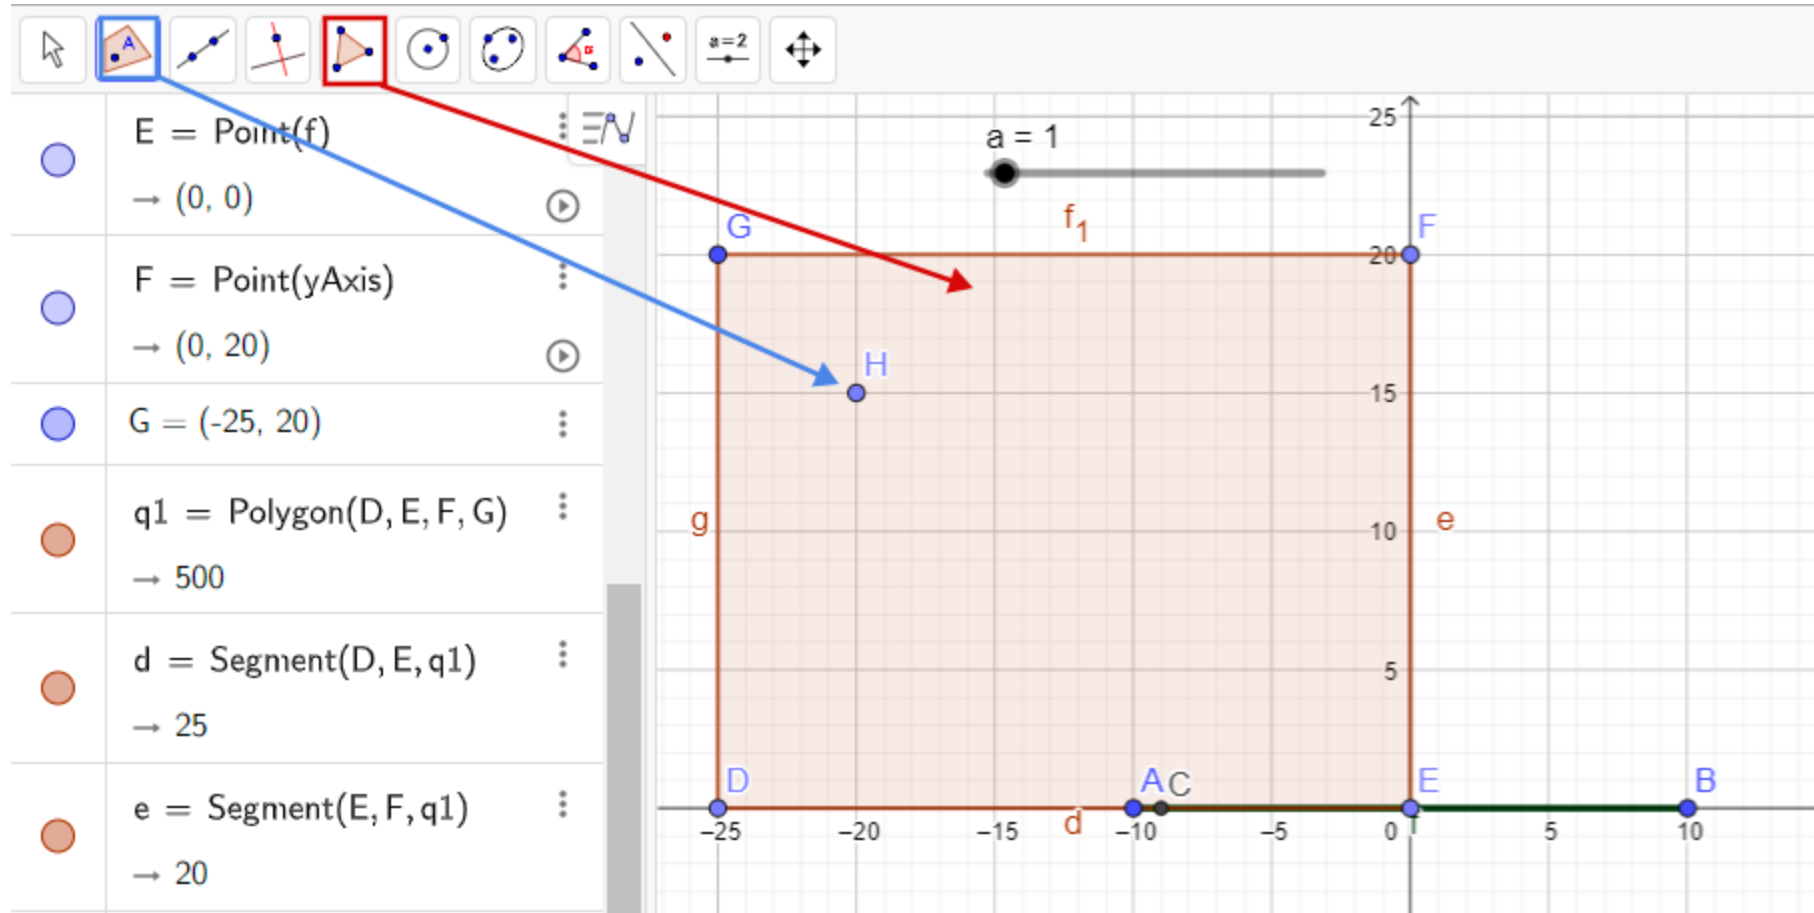 A
α
a=2
E = Point(f)
→ (0, 0)
F = Point(yAxis)
→ (0, 20)
G = (-25, 20)
q1 = Polygon(D, E, F, G)
→ 500
d = Segment(D, E, q1)
→ 25
e = Segment(E, F, q1)
→ 20
25
a = 1
f₁
G
F
20
H
15
g
10
e
5
D
A
C
E
B
−25
−20
−15
d
−10
−5
0
5
10